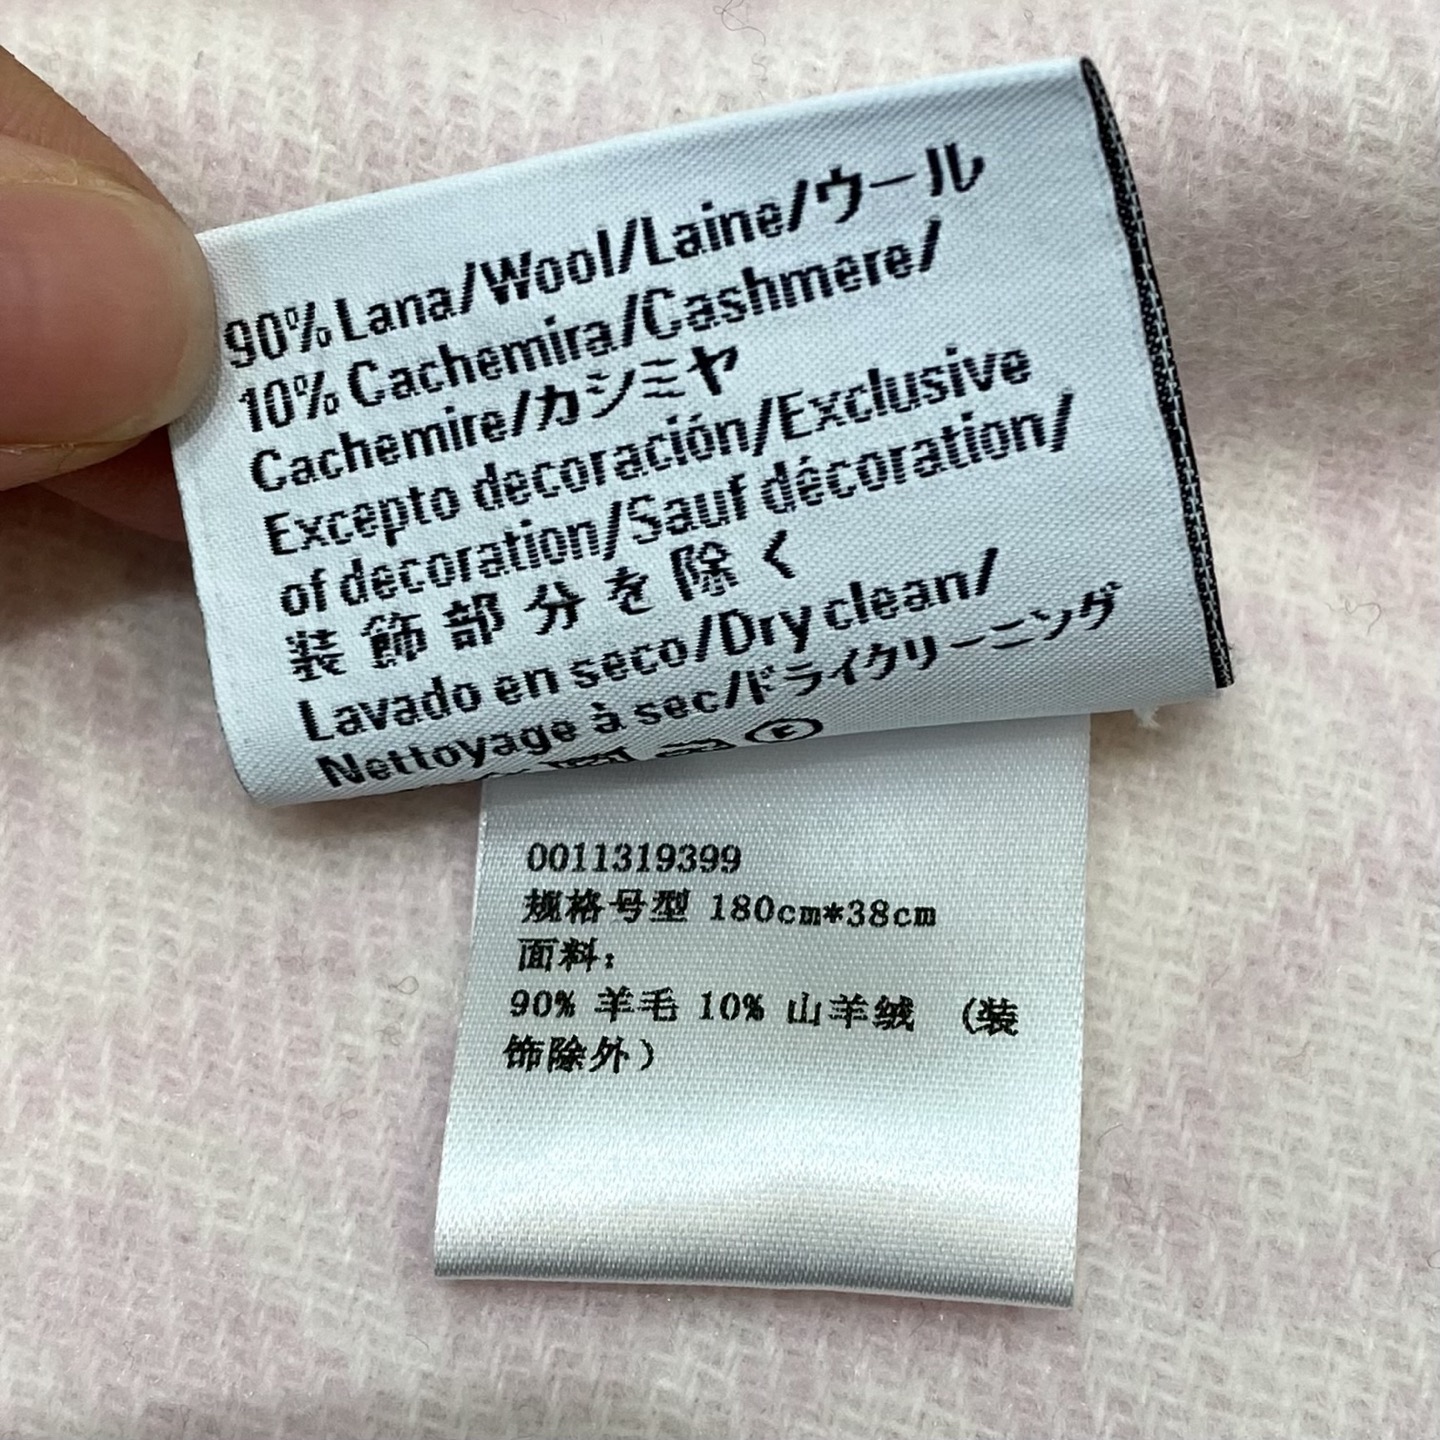 90% Lana/Wool/Laine/ウール
10% Cachemira/Cashmere/
Cachemire/カシミヤ
Excepto decoración/Exclusive
of decoration/Sauf décoration/
装飾部分を除く
Lavado en seco/Dry clean/
Nettoyage à sec/ドライクリーニング
0011319399
规格号型 180cm*38cm
面料:
90% 羊毛 10% 山羊绒 (装
饰除外)